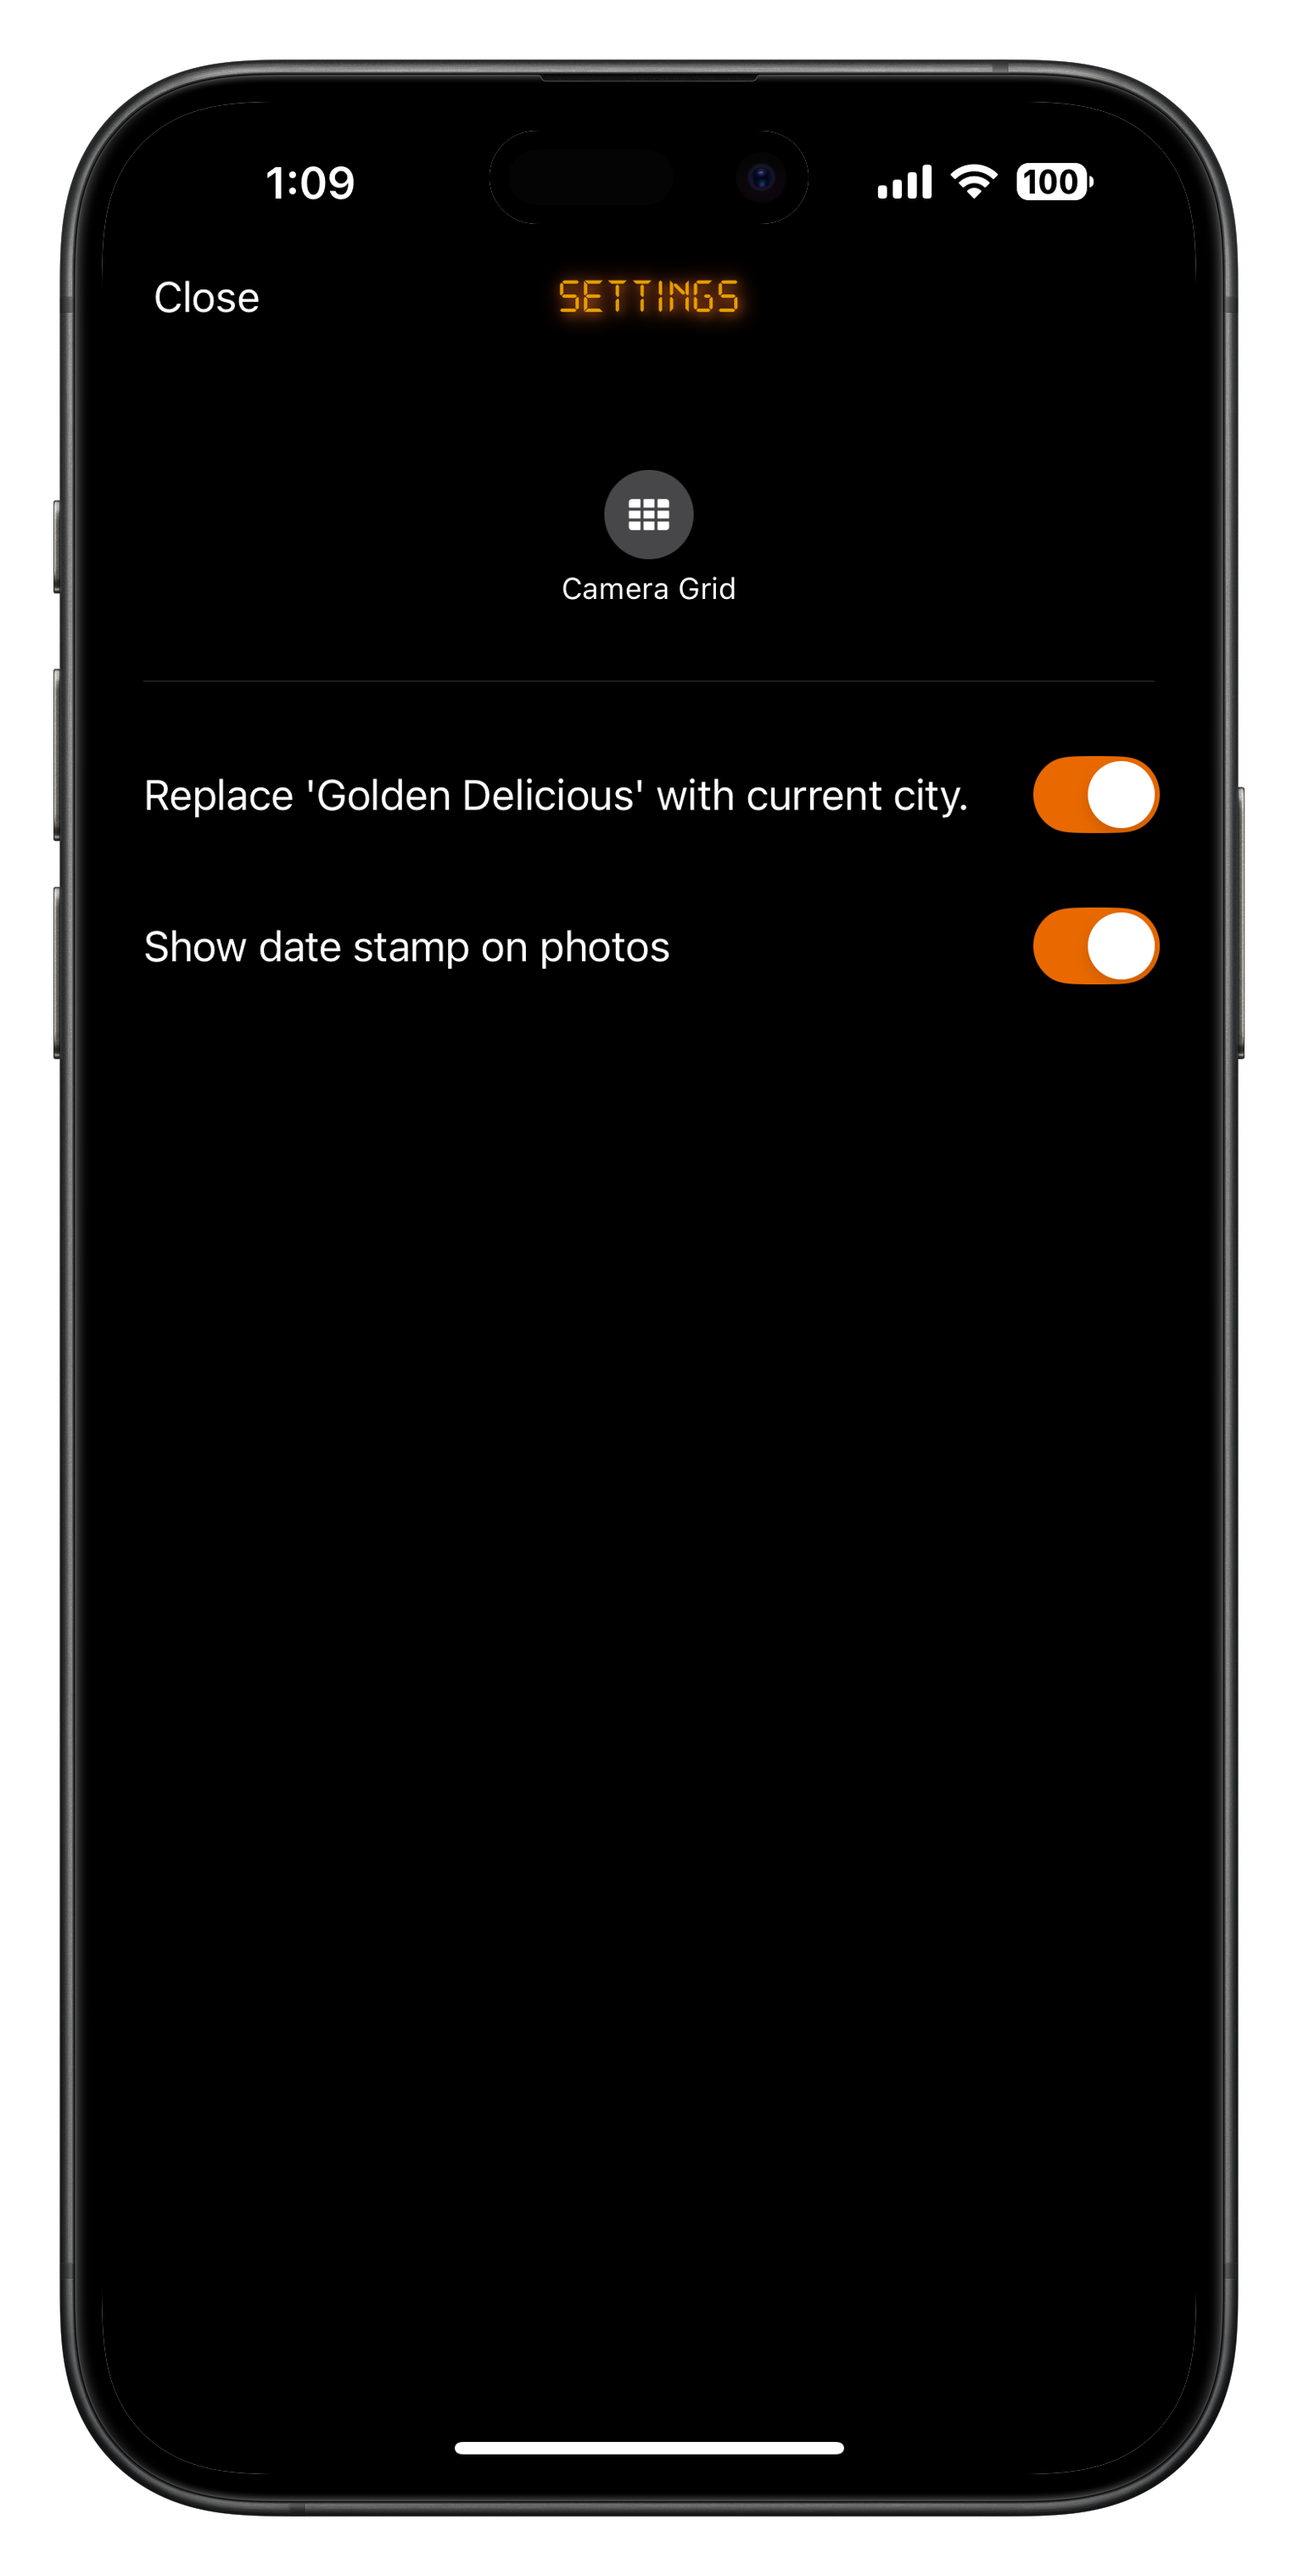 1:09
100
Close
SETTINGS
Camera Grid
Replace 'Golden Delicious' with current city.
Show date stamp on photos